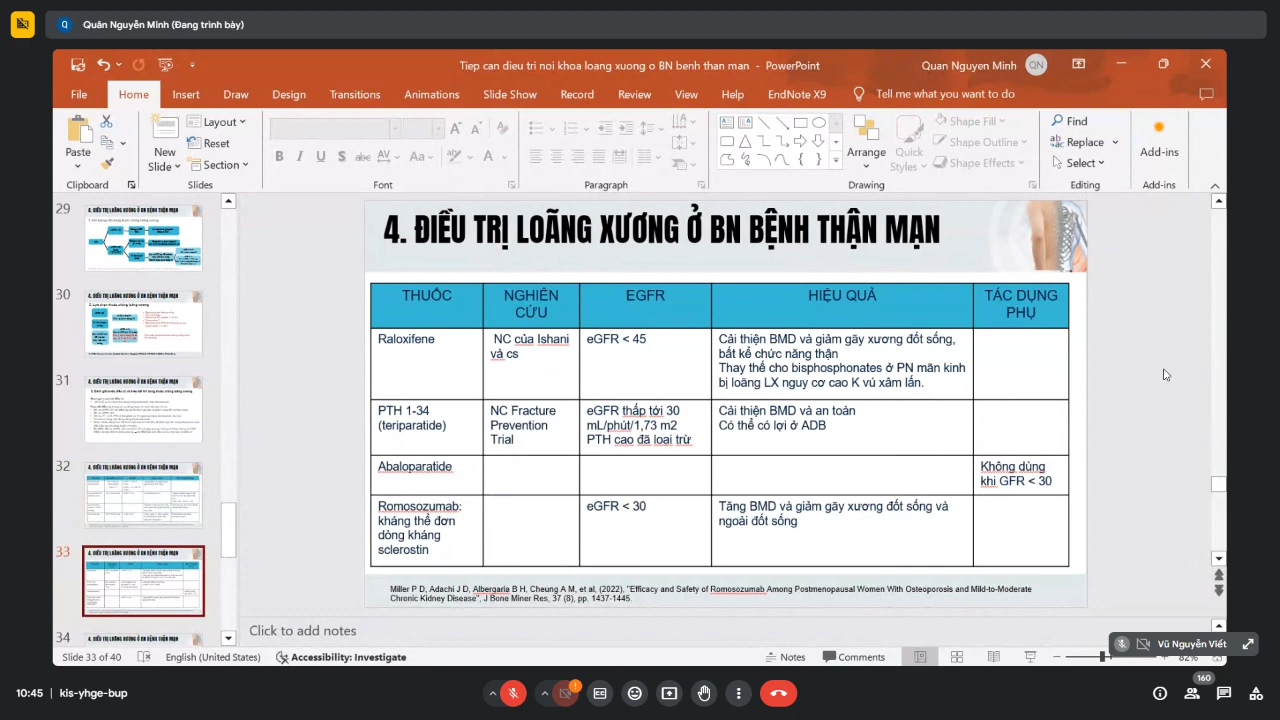 Quân Nguyễn Minh (Đang trình bày)
Tiep can dieu tri noi khoa loang xuong o BN benh than man - PowerPoint
Quan Nguyen Minh
QN
File
Home
Insert
Draw
Design
Transitions
Animations
Slide Show
Record
Review
View
Help
EndNote X9
Tell me what you want to do
Paste
New
Slide
Layout
Reset
Section
Arrange
Quick
Styles
Shape Fill
Shape Outline
Shape Effects
Find
Replace
Select
Add-ins
Clipboard
Slides
Font
Paragraph
Drawing
Editing
Add-ins
29
30
31
32
33
34
4. ĐIỀU TRỊ LOÃNG XƯƠNG Ở BN BỆNH THẬN MẠN
THUỐC
NGHIÊN
CỨU
EGFR
HIỆU QUẢ
TÁC DỤNG
PHỤ
Raloxifene
NC của Ishani
và cs
eGFR < 45
Cải thiện BMD và giảm gãy xương đốt sống,
bất kể chức năng thận
Thay thế cho bisphosphonates ở PN mãn kinh
bị loãng LX nguy cơ cao K vú xâm lấn.
PTH 1-34
(teriparatide)
NC Fracture
Prevention
Trial
eGFR thấp tới 30
mL/phút/1,73 m2
PTH cao đã loại trừ
Cải thiện BMD và an toàn
Có thể có lợi ở ADB
Abaloparatide
Không dùng
khi GFR < 30
Romosozumab:
kháng thể đơn
dòng kháng
sclerostin
eGFR < 30
Tăng BMD và giảm gãy xương đốt sống và
ngoài đốt sống
Miller P D, Adachi J D, Albergaria B H, Cheung A M, et al, (2022), "Efficacy and Safety of Romosozumab Among Postmenopausal Women With Osteoporosis and Mild-to-Moderate
Chronic Kidney Disease", J Bone Miner Res, 37 (8), pp. 1437-1445.
Click to add notes
Vũ Nguyễn Viết
Slide 33 of 40
English (United States)
Accessibility: Investigate
Notes
Comments
82%
10:45
kis-yhge-bup
160